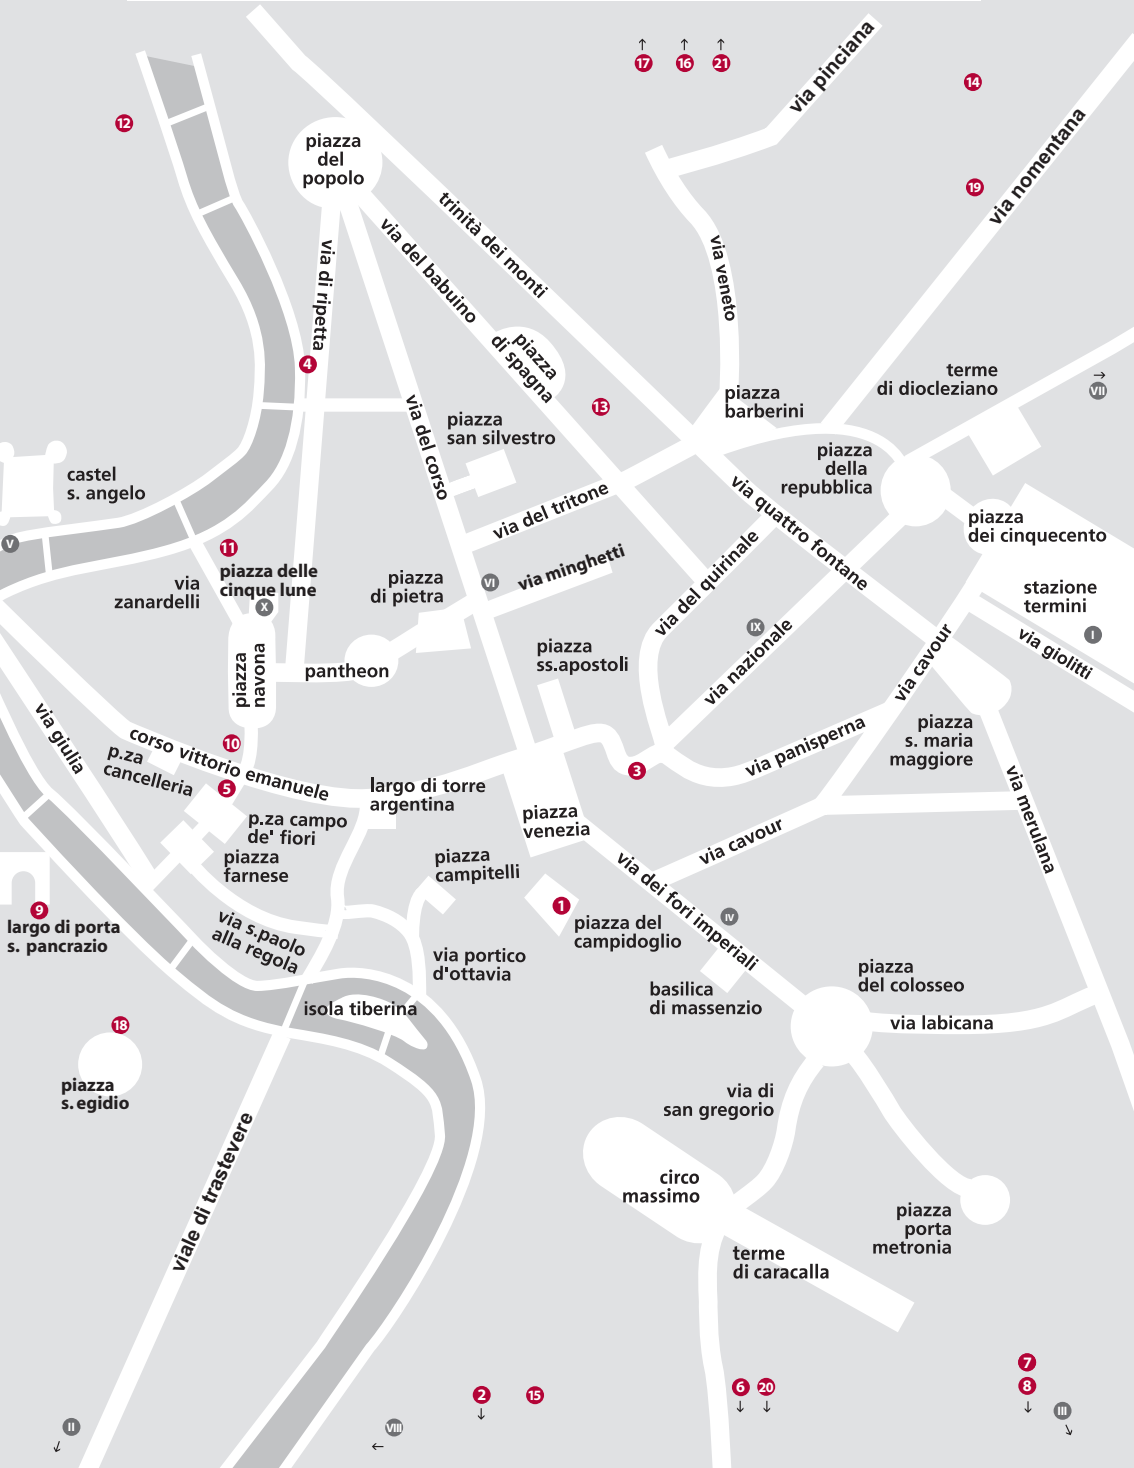 17
16
21
14
12
via pinciana
piazza
del
popolo
19
via nomentana
trinità dei monti
via del babuino
via di ripetta
via veneto
piazza
di spagna
4
terme
di diocleziano
VII
13
piazza
barberini
via del corso
piazza
san silvestro
castel
s. angelo
piazza
della
repubblica
via del tritone
via quattro fontane
piazza
dei cinquecento
V
11
piazza delle
cinque lune
X
via
zanardelli
piazza
di pietra
VI
via minghetti
via del quirinale
stazione
termini
I
via giolitti
IX
via nazionale
via cavour
piazza
ss.apostoli
piazza
navona
pantheon
via giulia
corso vittorio emanuele
10
p.za
cancelleria
5
largo di torre
argentina
3
via panisperna
piazza
s. maria
maggiore
via merulana
p.za campo
de' fiori
piazza
farnese
piazza
venezia
via cavour
piazza
campitelli
via dei fori imperiali
9
largo di porta
s. pancrazio
1
piazza del
campidoglio
IV
via s.paolo
alla regola
via portico
d'ottavia
basilica
di massenzio
piazza
del colosseo
isola tiberina
via labicana
18
piazza
s. egidio
via di
san gregorio
viale di trastevere
circo
massimo
piazza
porta
metronia
terme
di caracalla
7
8
2
15
6
20
II
VIII
III